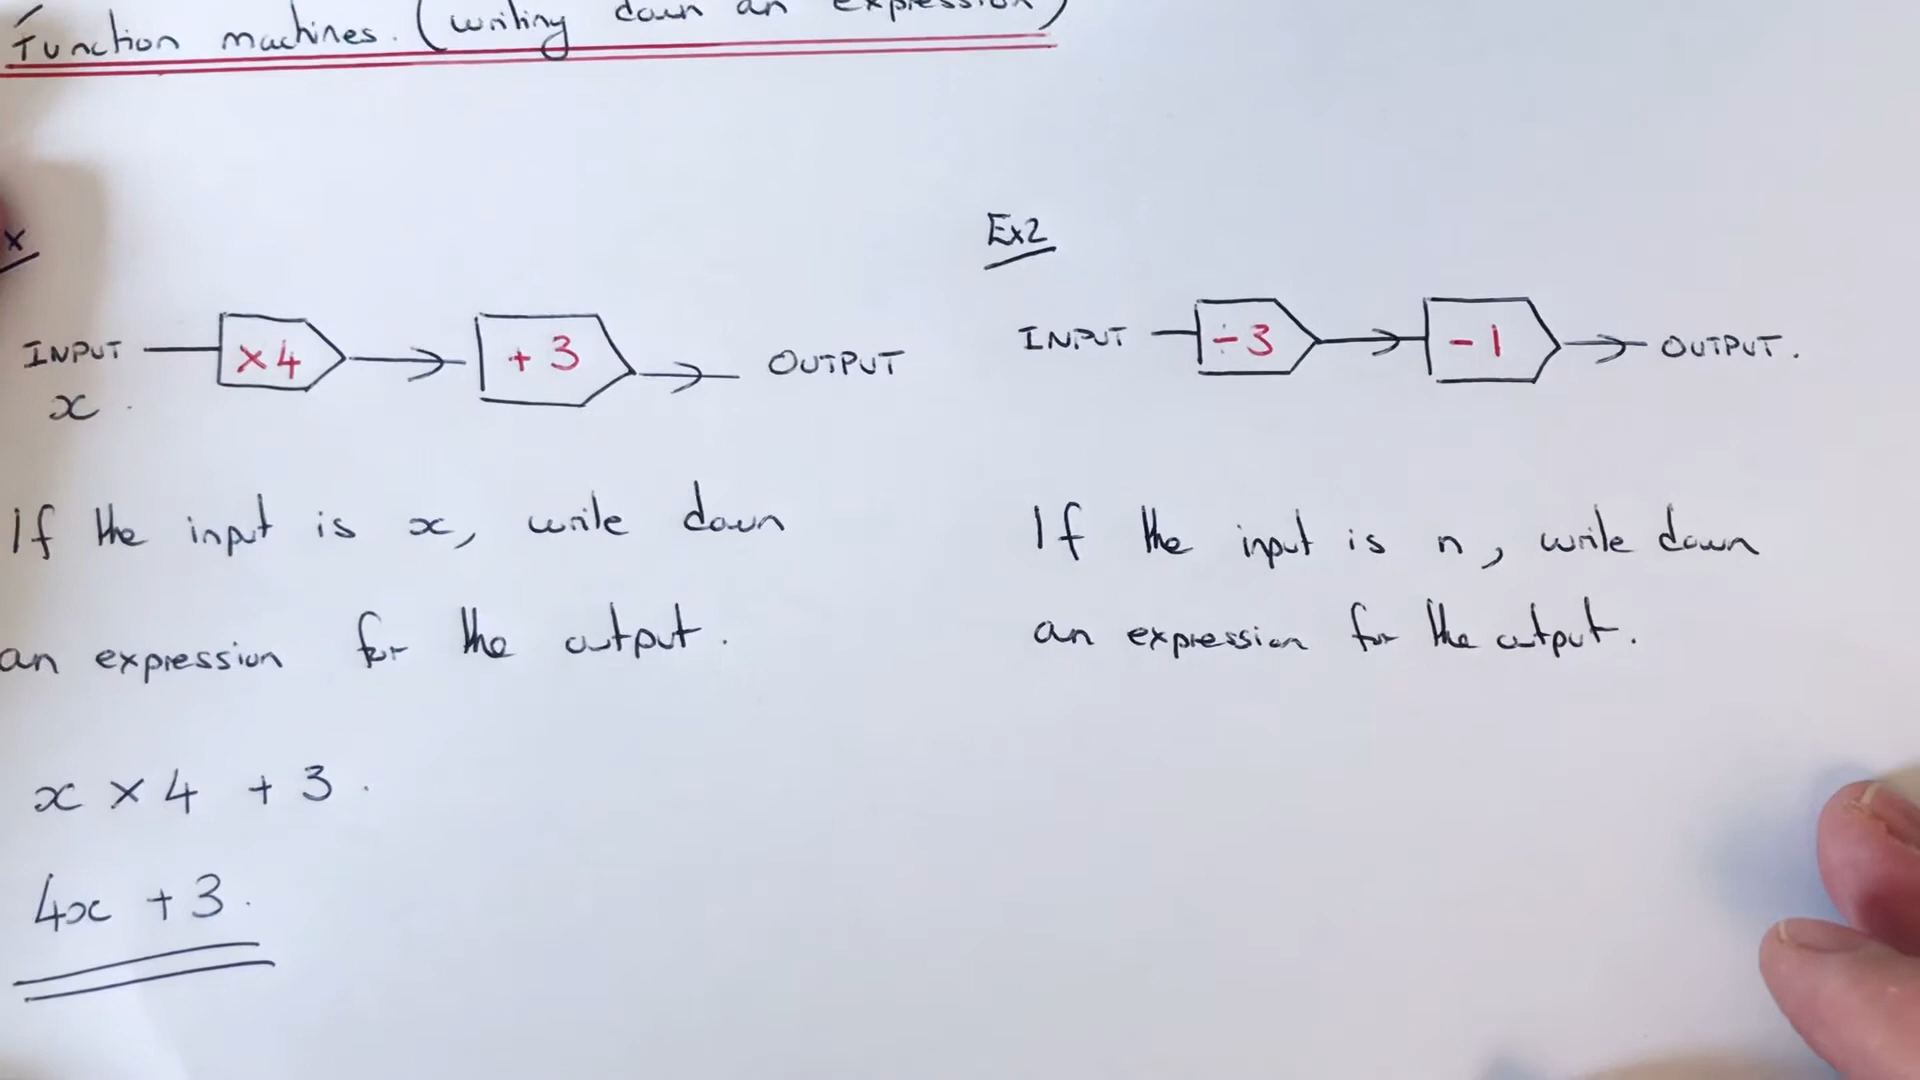 Function machines. (writing down an expression)
x
INPUT ×4 +3 OUTPUT
x
If the input is x, write down
an expression for the output.
x × 4 + 3.
4x + 3.
Ex2
INPUT ÷3 -1 OUTPUT.
If the input is n, write down
an expression for the output.